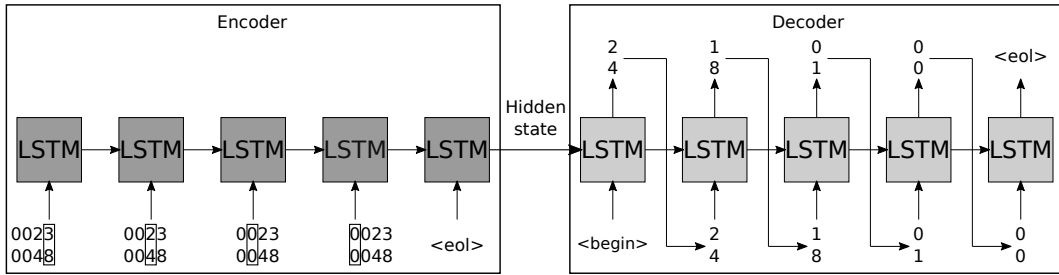 Encoder
Decoder
2 1 0 0
4 8 1 0 <eol>
Hidden
state
LSTM LSTM LSTM LSTM LSTM LSTM LSTM LSTM LSTM LSTM
0023 0023 0023 0023 <eol> <begin> 2 1 0 0
0048 0048 0048 0048 4 8 1 0